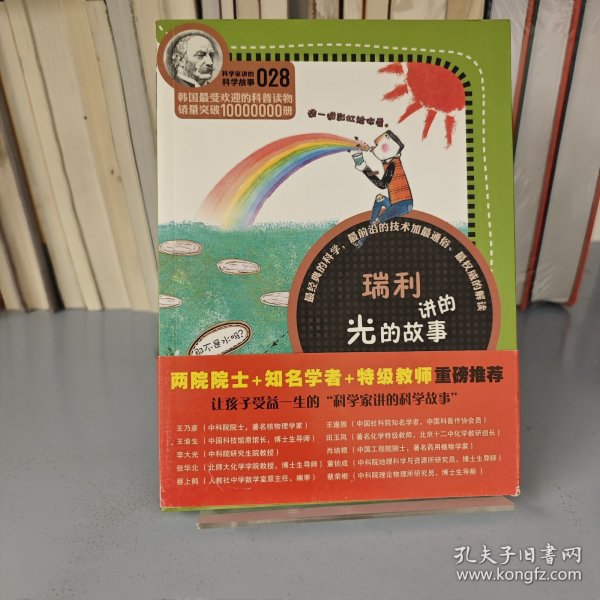 科学家讲的
科学故事 028
韩国最受欢迎的科普读物
销量突破10000000册
最经典的科学，最前沿的技术加最通俗、最权威的解读
瑞利
讲的
光的故事
那不是水吗?
两院院士+知名学者+特级教师重磅推荐
让孩子受益一生的“科学家讲的科学故事”
王乃彦（中科院院士，著名核物理学家）
王渝生（中国科技馆原馆长，博士生导师）
李大光（中科院研究生院教授）
张华北（北师大化学学院教授、博士生导师）
蔡上鹤（人教社中学数学室原主任、编审）
王逢振（中国社科院知名学者，中国科普作协会员）
田玉凤（著名化学特级教师，北京十二中化学教研组长）
肖培根（中国工程院院士，著名药用植物学家）
董锁成（中科院地理科学与资源所研究员、博士生导师）
蔡荣根（中科院理论物理所研究员、博士生导师）
孔夫子旧书网
www.kongfz.com